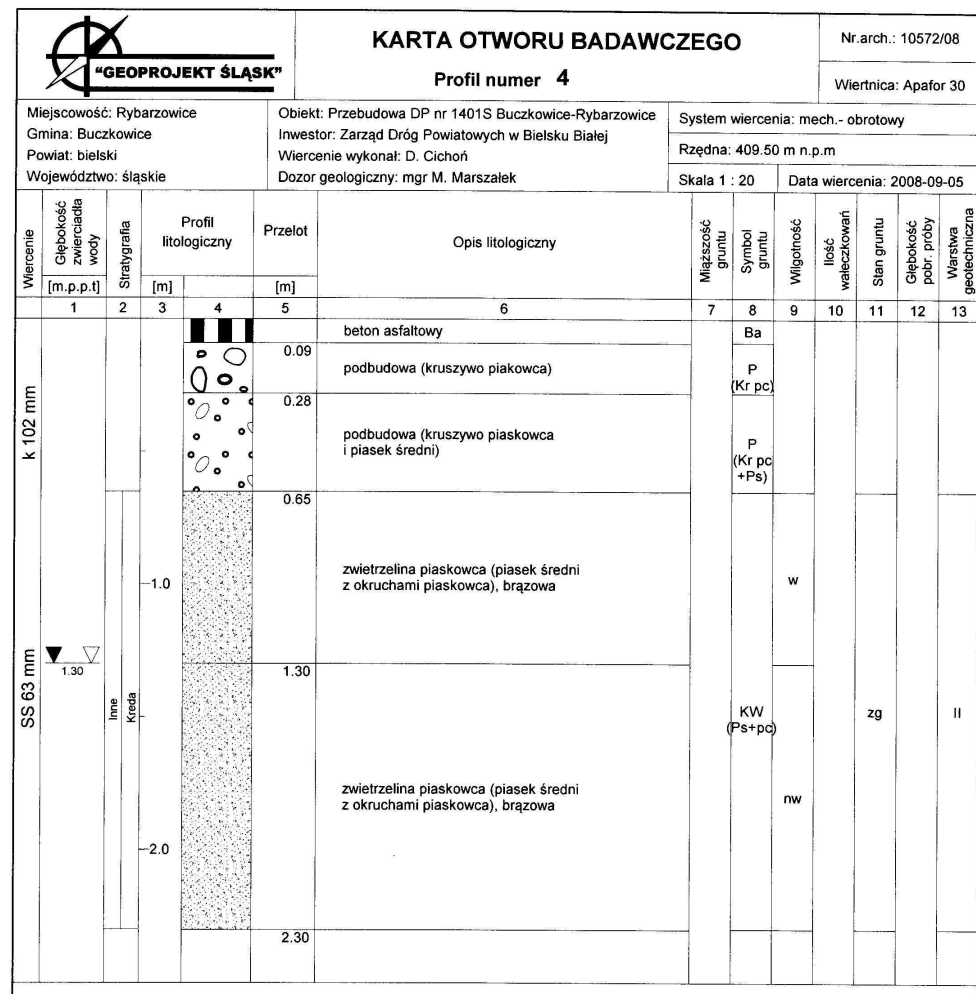 "GEOPROJEKT ŚLĄSK"
KARTA OTWORU BADAWCZEGO
Profil numer 4
Nr.arch.: 10572/08
Wiertnica: Apafor 30
Miejscowość: Rybarzowice
Gmina: Buczkowice
Powiat: bielski
Województwo: śląskie
Obiekt: Przebudowa DP nr 1401S Buczkowice-Rybarzowice
Inwestor: Zarząd Dróg Powiatowych w Bielsku Białej
Wiercenie wykonał: D. Cichoń
Dozor geologiczny: mgr M. Marszałek
System wiercenia: mech.- obrotowy
Rzędna: 409.50 m n.p.m
Skala 1 : 20
Data wiercenia: 2008-09-05
Wiercenie
Głębokość
zwierciadła
wody
[m.p.p.t]
Stratygrafia
Profil
litologiczny
[m]
Przelot
[m]
Opis litologiczny
Miąższość
gruntu
Symbol
gruntu
Wilgotność
Ilość
wałeczkowań
Stan gruntu
Głębokość
pobr. próby
Warstwa
geotechniczna
1 2 3 4 5 6 7 8 9 10 11 12 13
beton asfaltowy
Ba
0.09
podbudowa (kruszywo piakowca)
P
(Kr pc)
0.28
k 102 mm
podbudowa (kruszywo piaskowca
i piasek średni)
P
(Kr pc
+Ps)
0.65
zwietrzelina piaskowca (piasek średni
z okruchami piaskowca), brązowa
1.0
w
1.30
1.30
SS 63 mm
Inne
Kreda
KW
(Ps+pc)
zg
II
zwietrzelina piaskowca (piasek średni
z okruchami piaskowca), brązowa
nw
2.0
2.30